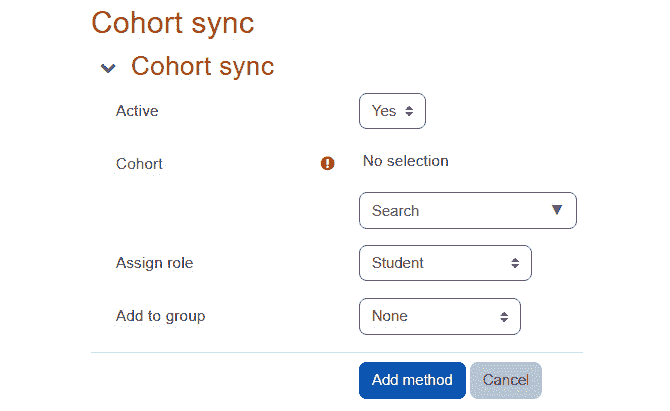 Cohort sync
Cohort sync
Active Yes
Cohort No selection
Search
Assign role Student
Add to group None
Add method Cancel